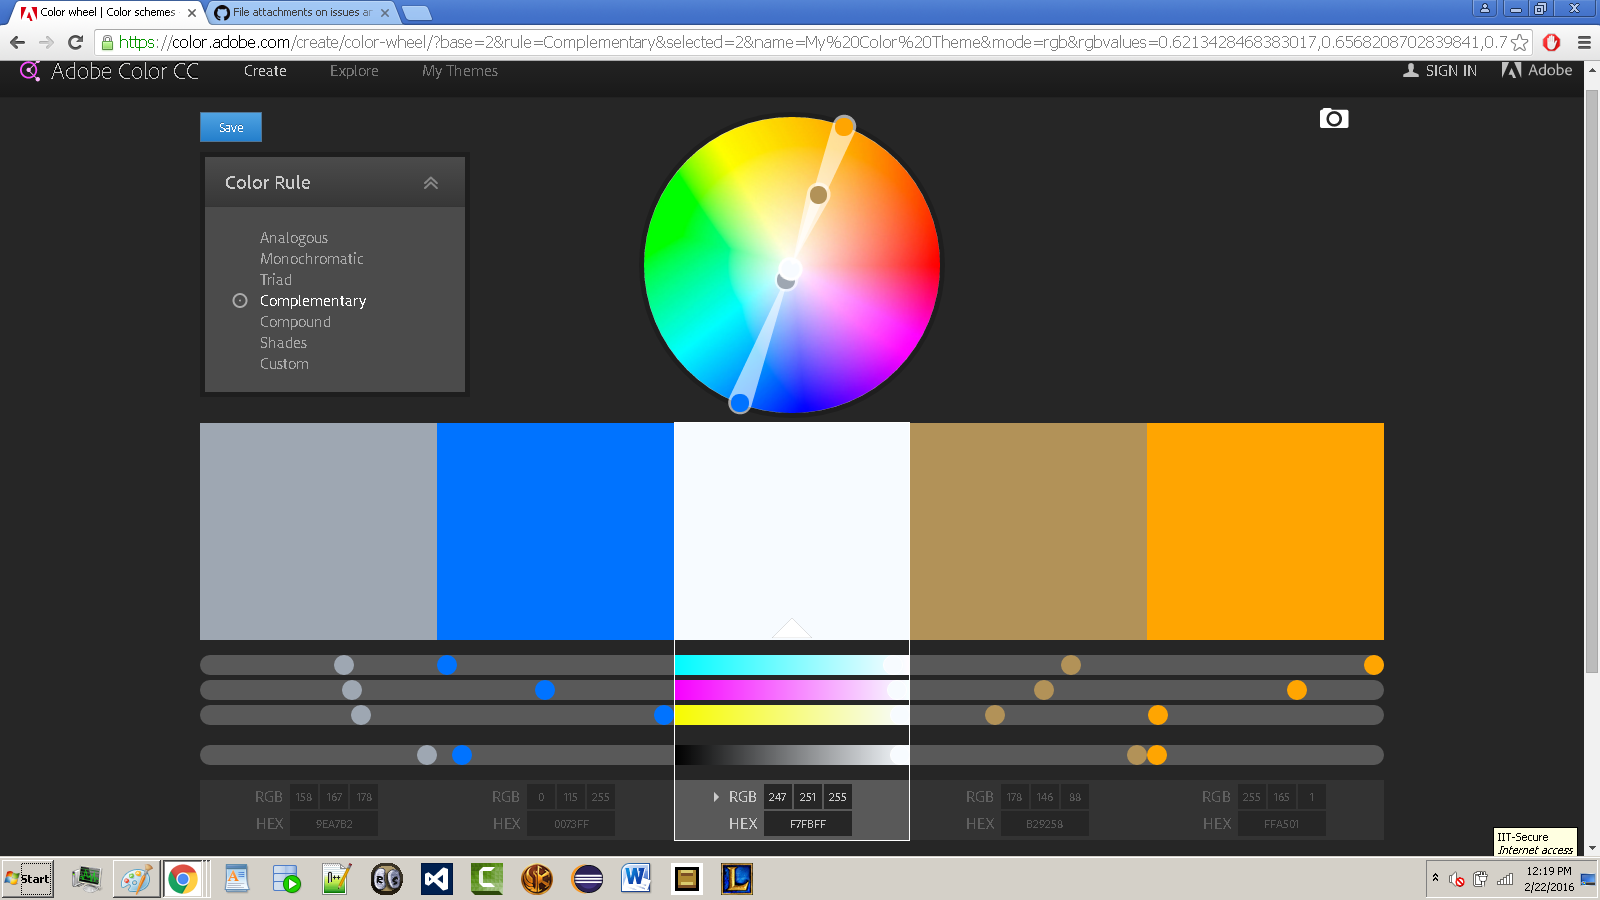 Color wheel | Color schemes
File attachments on issues ar
https://color.adobe.com/create/color-wheel/?base=2&rule=Complementary&selected=2&name=My%20Color%20Theme&mode=rgb&rgbvalues=0.6213428468383017,0.6568208702839841,0.7
Adobe Color CC
Create
Explore
My Themes
SIGN IN
Adobe
Save
Color Rule
Analogous
Monochromatic
Triad
Complementary
Compound
Shades
Custom
RGB 158 167 178
HEX 9EA7B2
RGB 0 115 255
HEX 0073FF
RGB 247 251 255
HEX F7FBFF
RGB 178 146 88
HEX B29258
RGB 255 165 1
HEX FFA501
IIT-Secure
Internet access
Start
12:19 PM
2/22/2016